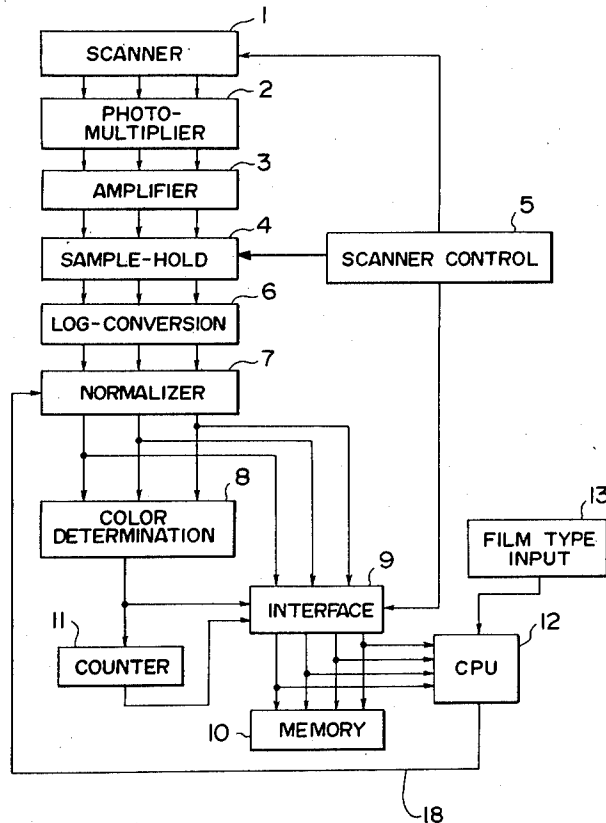 1
SCANNER
2
PHOTO-
MULTIPLIER
3
AMPLIFIER
4
SAMPLE-HOLD
5
SCANNER CONTROL
6
LOG-CONVERSION
7
NORMALIZER
8
COLOR
DETERMINATION
13
FILM TYPE
INPUT
9
INTERFACE
11
COUNTER
12
CPU
10
MEMORY
18